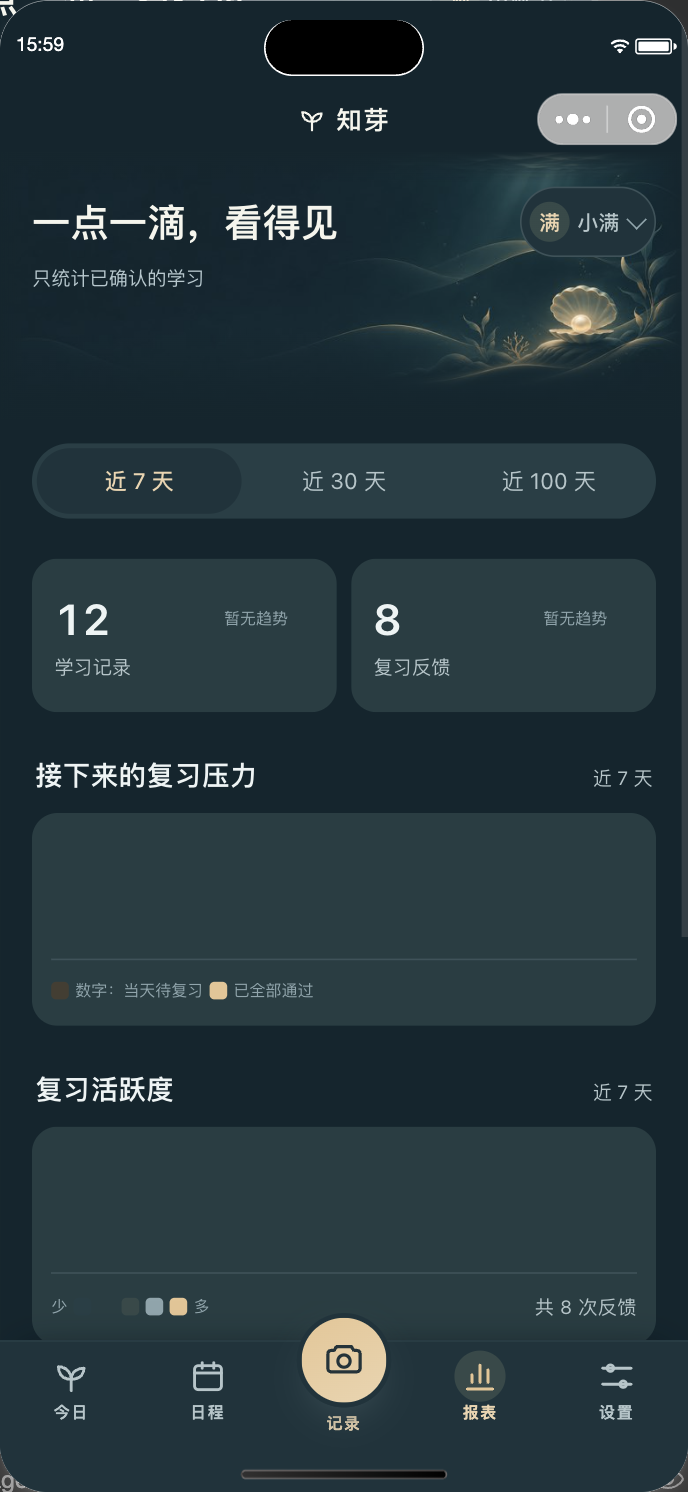 15:59
知芽
一点一滴，看得见
满 小满
只统计已确认的学习
近 7 天 近 30 天 近 100 天
12 暂无趋势 8 暂无趋势
学习记录 复习反馈
接下来的复习压力 近 7 天
数字：当天待复习 已全部通过
复习活跃度 近 7 天
少 多 共 8 次反馈
今日 日程 记录 报表 设置